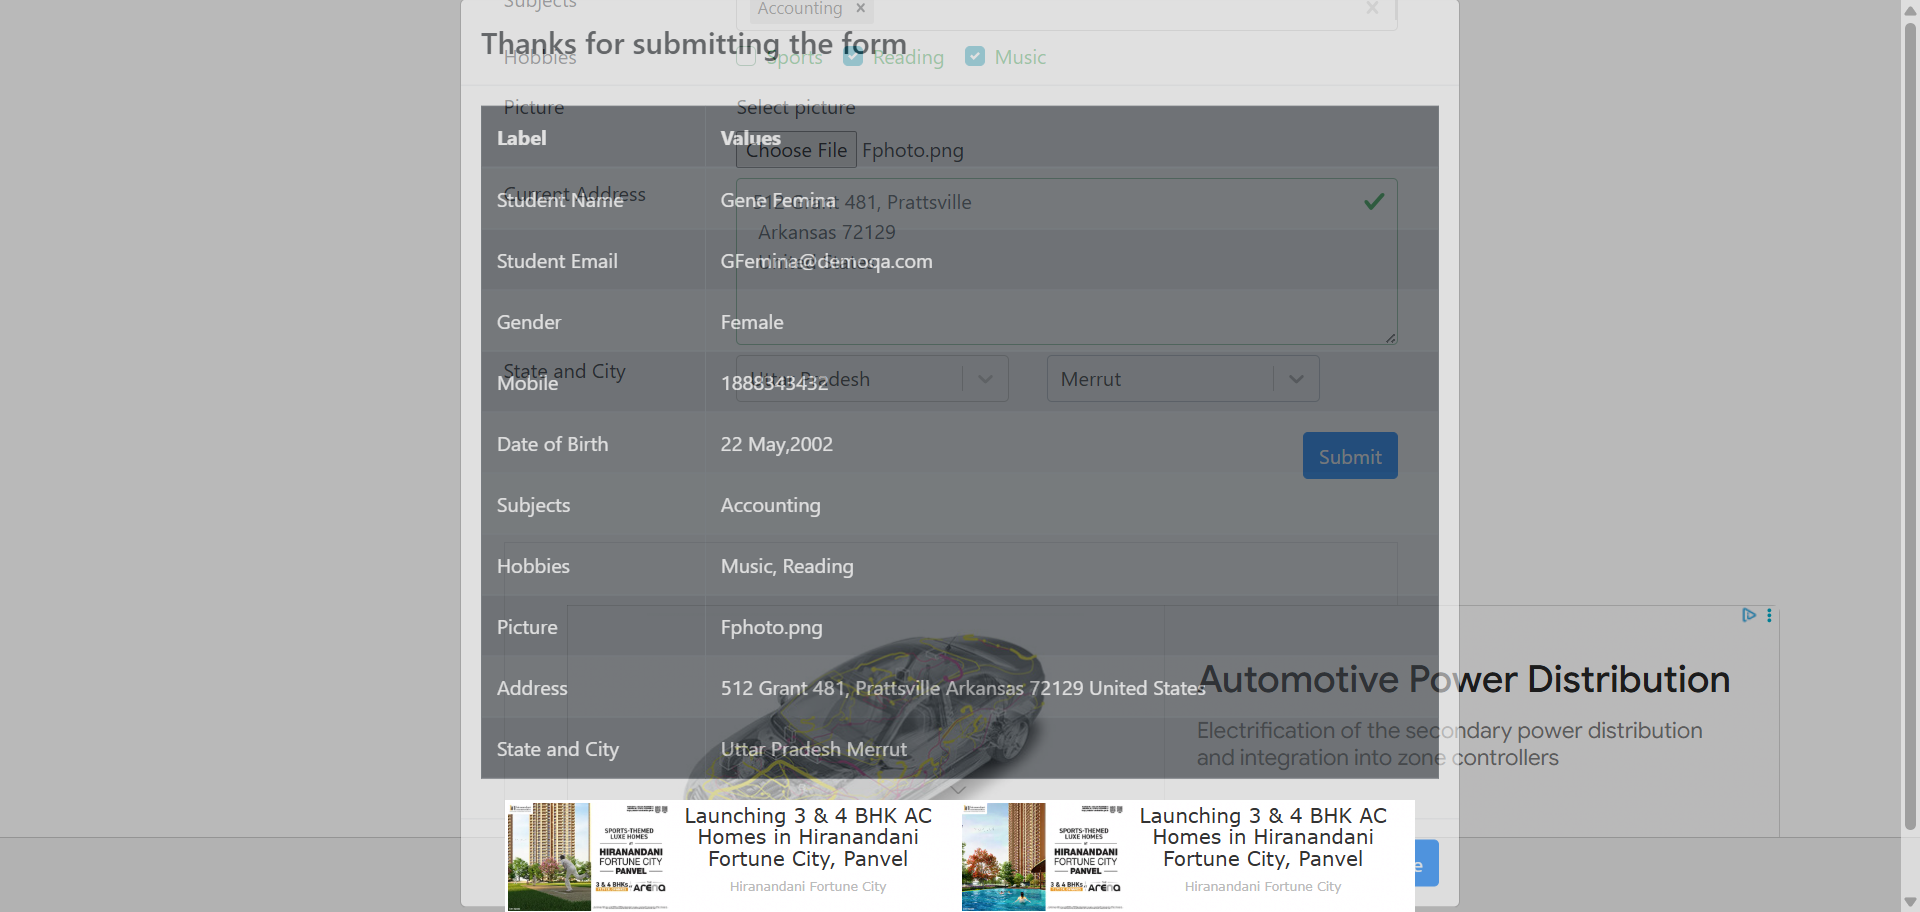 Subjects
Accounting ×
Thanks for submitting the form
Hobbies
Sports
Reading
Music
Picture
Select picture
Label
Values
Choose File
Fphoto.png
Current Address
512 Grant 481, Prattsville
Arkansas 72129
United States
Student Name
Gene Femina
Student Email
GFemina@demoqa.com
Gender
Female
State and City
Uttar Pradesh
Merrut
Mobile
1888343432
Date of Birth
22 May,2002
Submit
Subjects
Accounting
Hobbies
Music, Reading
Picture
Fphoto.png
Address
512 Grant 481, Prattsville Arkansas 72129 United States
State and City
Uttar Pradesh Merrut
Automotive Power Distribution
Electrification of the secondary power distribution
and integration into zone controllers
SPORTS-THEMED
LUXE HOMES
HIRANANDANI
FORTUNE CITY
PANVEL
3 & 4 BHKs
ARENA
Launching 3 & 4 BHK AC
Homes in Hiranandani
Fortune City, Panvel
Hiranandani Fortune City
SPORTS-THEMED
LUXE HOMES
HIRANANDANI
FORTUNE CITY
PANVEL
3 & 4 BHKs
ARENA
Launching 3 & 4 BHK AC
Homes in Hiranandani
Fortune City, Panvel
Hiranandani Fortune City
e